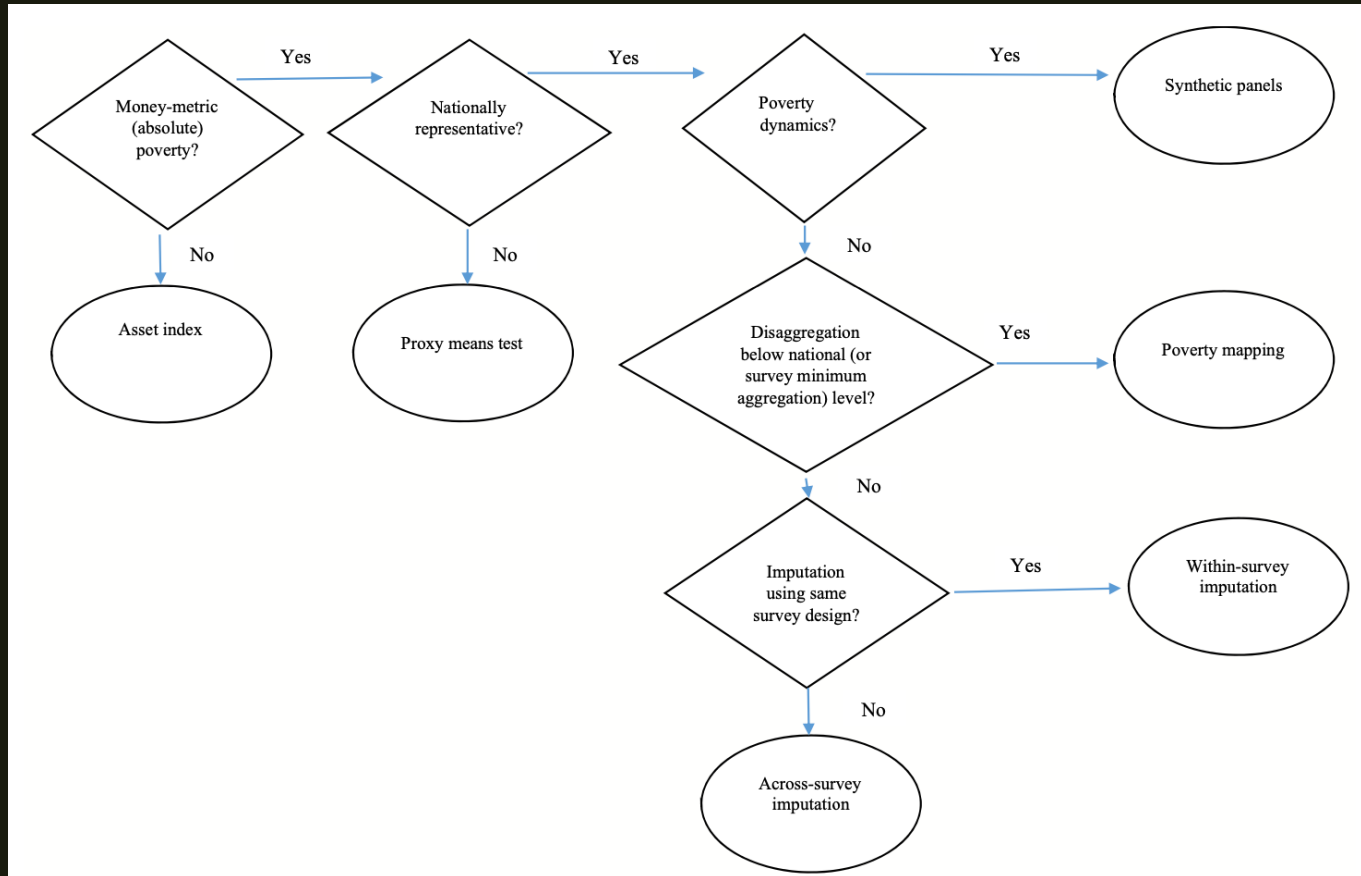 Yes
Yes
Yes
Money-metric
(absolute)
poverty?
Nationally
representative?
Poverty
dynamics?
Synthetic panels
No
No
No
Asset index
Proxy means test
Disaggregation
below national (or
survey minimum
aggregation) level?
Yes
Poverty mapping
No
Imputation
using same
survey design?
Yes
Within-survey
imputation
No
Across-survey
imputation